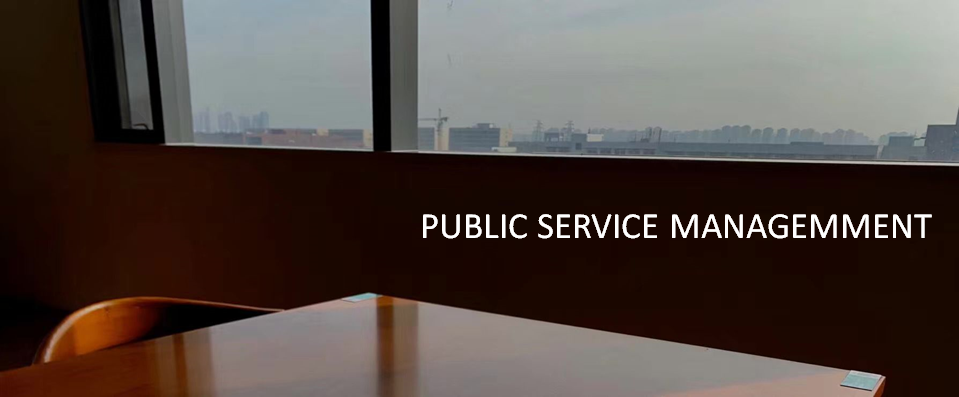 PUBLIC SERVICE MANAGEMMENT